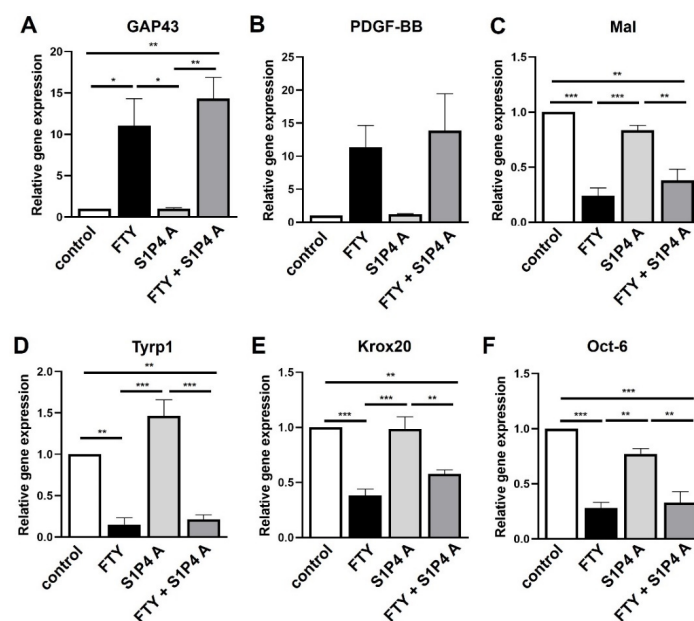 A
GAP43
Relative gene expression
20
15
10
5
0
**
*
*
**
control
FTY
S1P4 A
FTY + S1P4 A
B
PDGF-BB
Relative gene expression
25
20
15
10
5
0
control
FTY
S1P4 A
FTY + S1P4 A
C
Mal
Relative gene expression
1.5
1.0
0.5
0.0
**
***
***
**
control
FTY
S1P4 A
FTY + S1P4 A
D
Tyrp1
Relative gene expression
2.0
1.5
1.0
0.5
0.0
**
***
***
**
control
FTY
S1P4 A
FTY + S1P4 A
E
Krox20
Relative gene expression
1.5
1.0
0.5
0.0
**
***
**
***
control
FTY
S1P4 A
FTY + S1P4 A
F
Oct-6
Relative gene expression
1.5
1.0
0.5
0.0
***
***
**
**
control
FTY
S1P4 A
FTY + S1P4 A